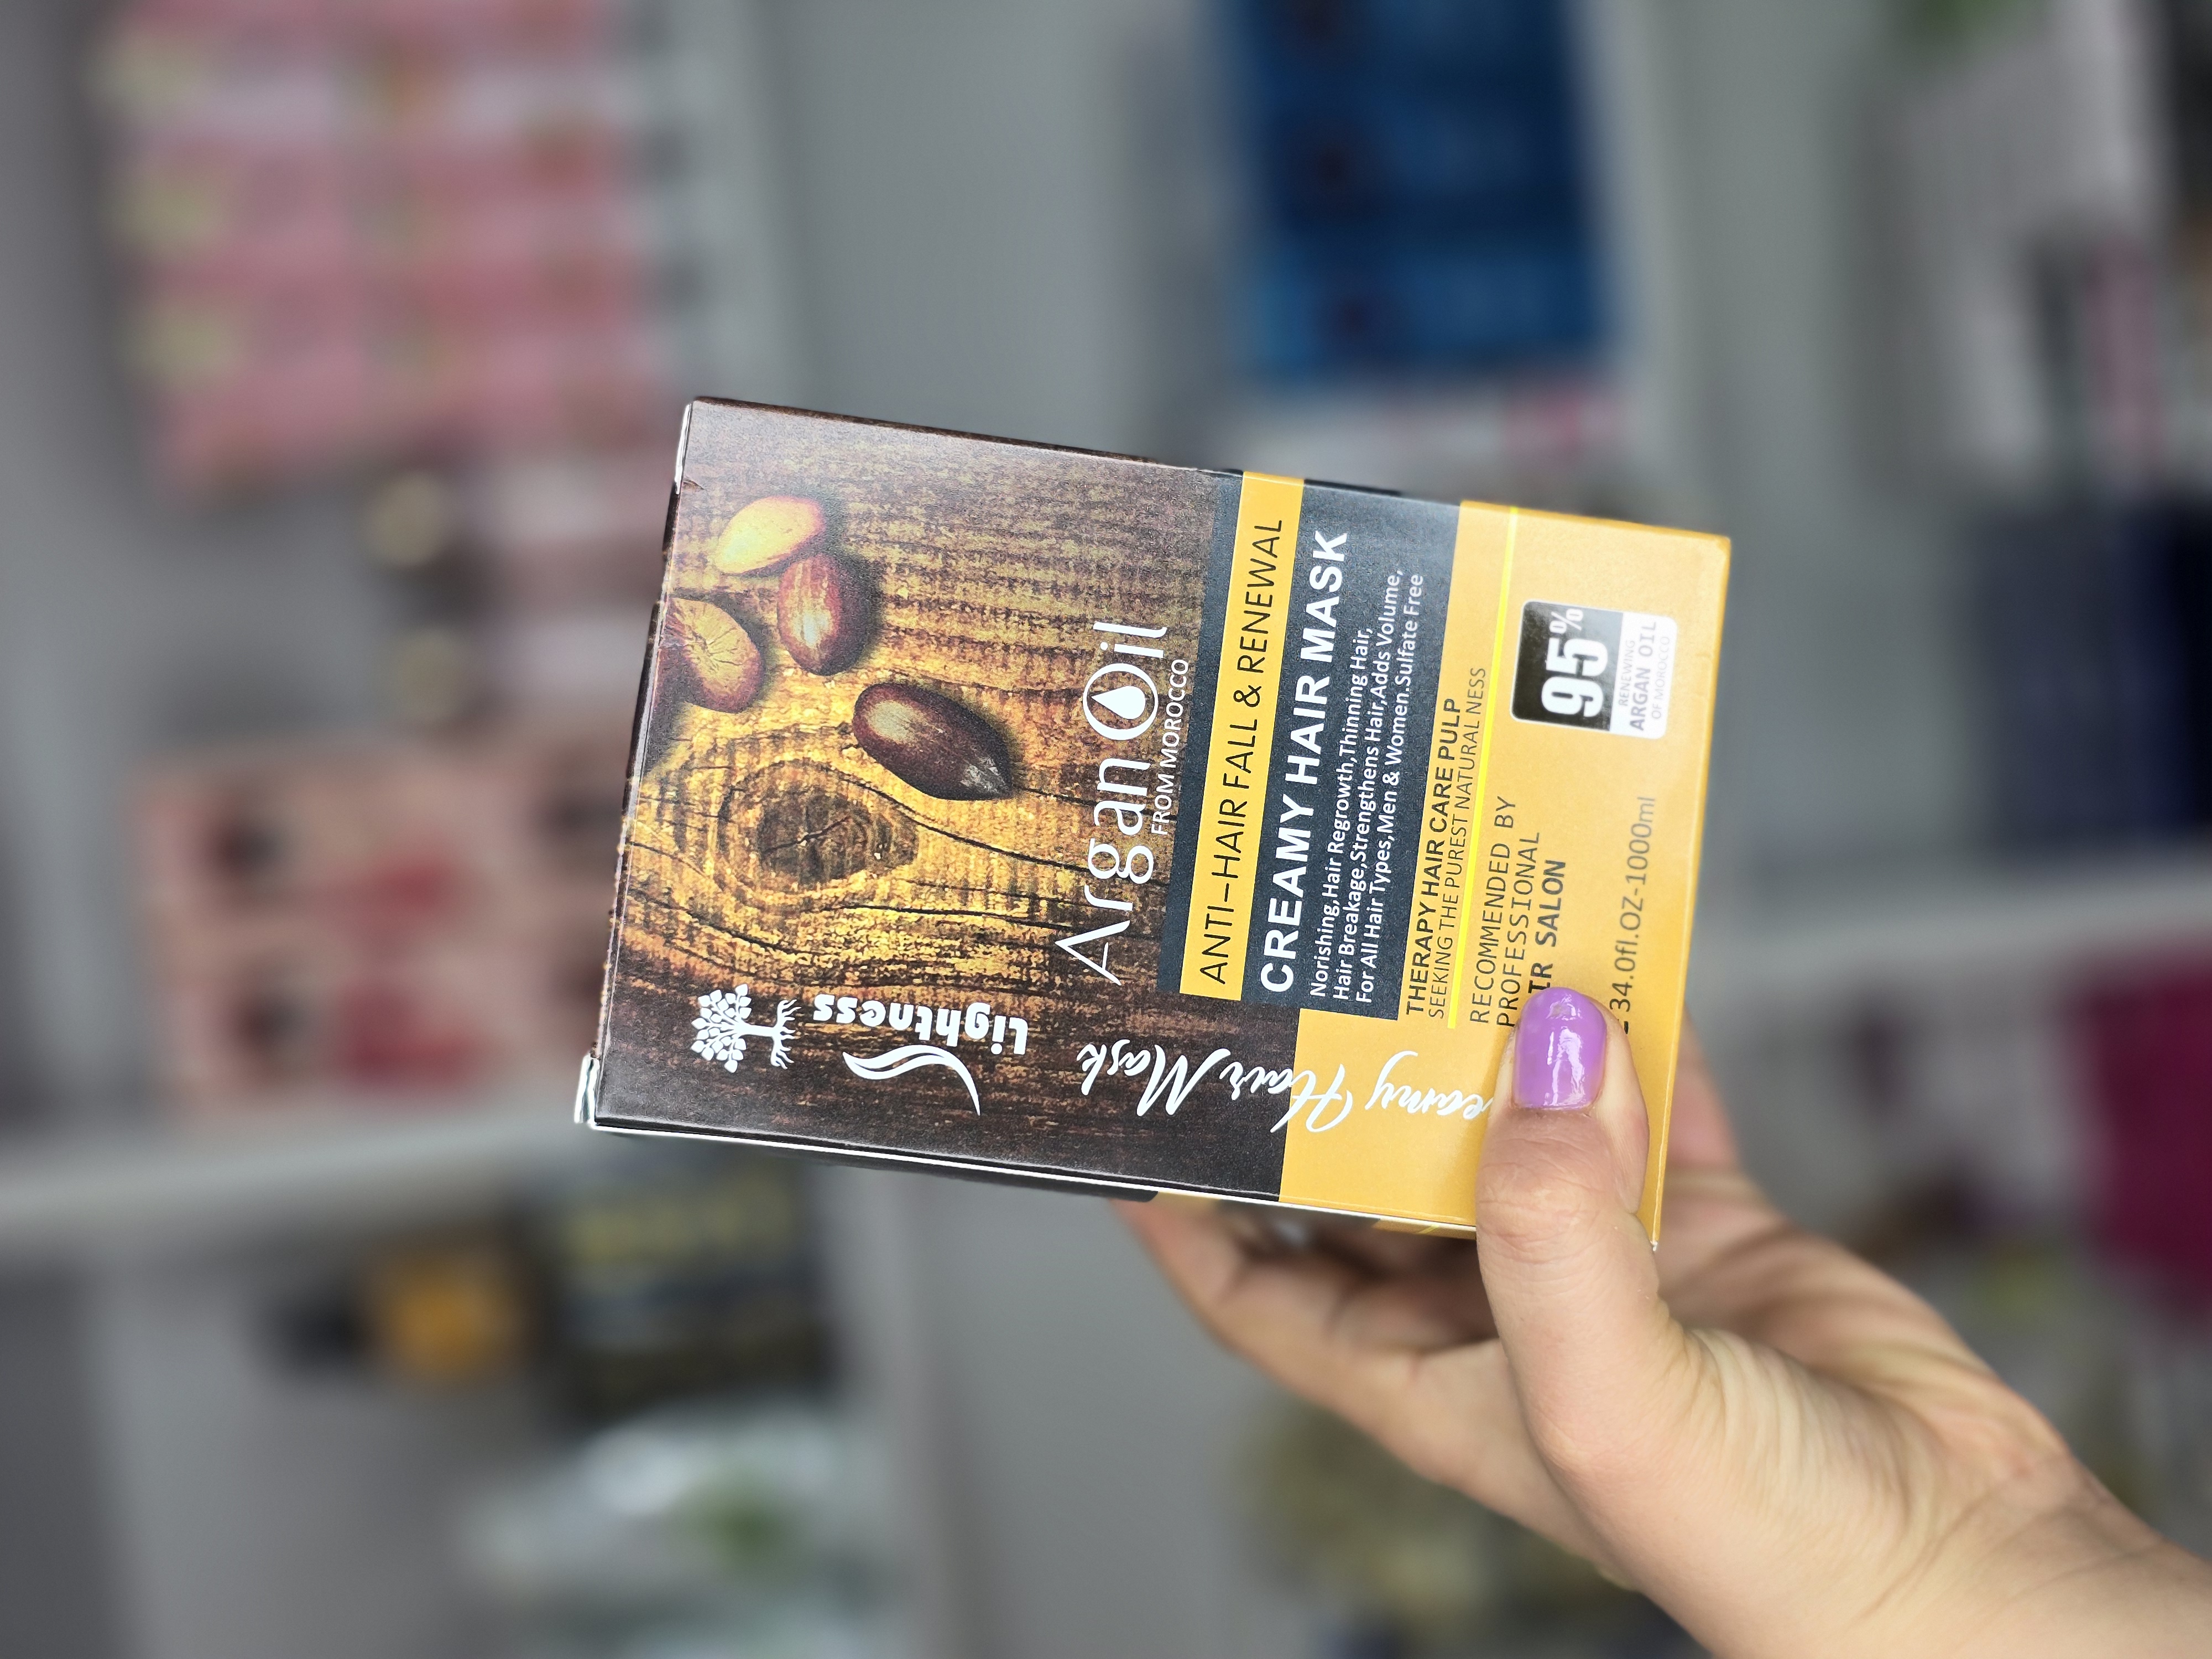 Lightness
Creamy Hair Mask
Argan Oil
FROM MOROCCO
ANTI-HAIR FALL & RENEWAL
CREAMY HAIR MASK
Norishing,Hair Regrowth,Thinning Hair,
Hair Breakage,Strengthens Hair,Adds Volume,
For All Hair Types,Men & Women.Sulfate Free
THERAPY HAIR CARE PULP
SEEKING THE PUREST NATURAL NESS
RECOMMENDED BY
PROFESSIONAL
SALON
34.0fl.OZ-1000ml
95%
RENEWING
ARGAN OIL
OF MOROCCO